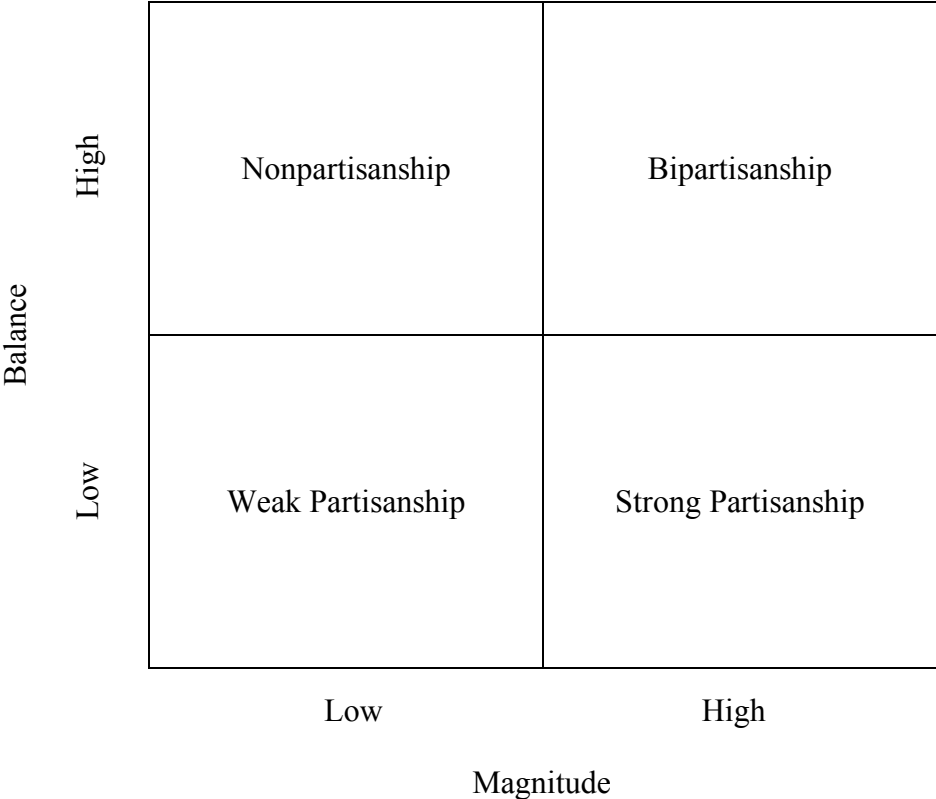 High
Nonpartisanship
Bipartisanship
Balance
Low
Weak Partisanship
Strong Partisanship
Low
High
Magnitude